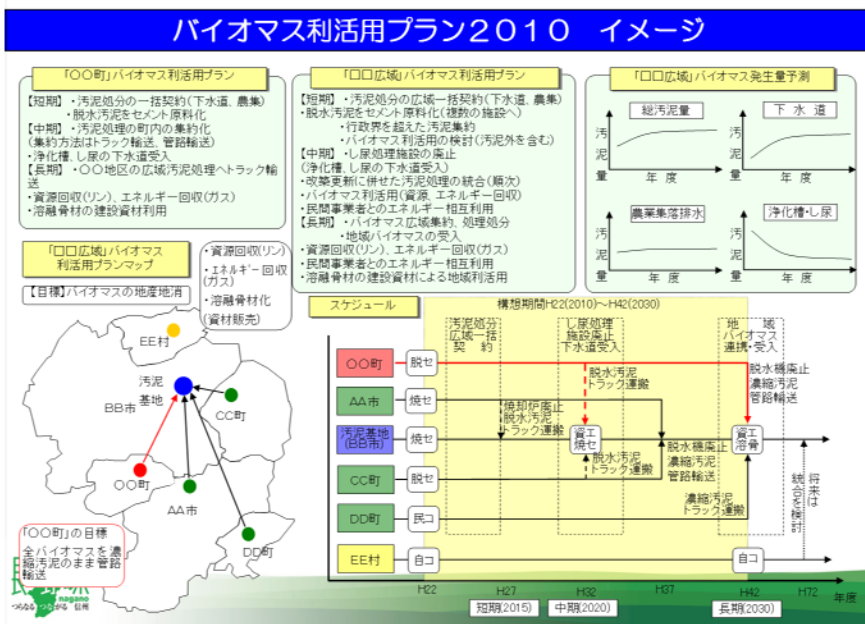 バイオマス利活用プラン2010 イメージ
「〇〇町」バイオマス利活用プラン
【短期】・汚泥処分の一括契約(下水道、農集)
・脱水汚泥をセメント原料化
【中期】・汚泥処理の町内の集約化
(集約方法はトラック輸送、管路輸送)
・浄化槽、し尿の下水道受入
【長期】・〇〇地区の広域汚泥処理へトラック輸
送
・資源回収(リン)、エネルギー回収(ガス)
・溶融骨材の建設資材利用
「□□広域」バイオマス利活用プラン
【短期】・汚泥処分の広域一括契約(下水道、農集)
・脱水汚泥をセメント原料化(複数の施設へ)
・行政界を超えた汚泥集約
・バイオマス利活用の検討(汚泥外を含む)
【中期】・し尿処理施設の廃止
(浄化槽、し尿の下水道受入)
・改築更新に併せた汚泥処理の統合(順次)
・バイオマス利活用(資源、エネルギー回収)
・民間事業者とのエネルギー相互利用
【長期】・バイオマス広域集約、処理処分
・地域バイオマスの受入
・資源回収(リン)、エネルギー回収(ガス)
・民間事業者とのエネルギー相互利用
・溶融骨材の建設資材による地域利活用
「□□広域」バイオマス発生量予測
総汚泥量
汚泥量
年度
下水道
汚泥量
年度
農業集落排水
汚泥量
年度
浄化槽・し尿
汚泥量
年度
「□□広域」バイオマス
利活用プランマップ
【目標】バイオマスの地産地消
・資源回収(リン)
・エネルギー回収
(ガス)
・溶融骨材化
(資材販売)
EE村
汚泥
基地
BB市
CC町
〇〇町
AA市
DD町
「〇〇町」の目標
全バイオマスを濃
縮汚泥のまま管路
輸送
nagano
つらなる つながる 信州
スケジュール
構想期間H22(2010)～H42(2030)
汚泥処分
広域一括
契約
し尿処理
施設廃止
下水道受入
地域
バイオマス
連携・受入
〇〇町
脱セ
脱水汚泥
トラック運搬
脱水機廃止
濃縮汚泥
管路輸送
AA市
焼セ
焼却炉廃止
脱水汚泥
トラック運搬
汚泥基地
(BB市)
焼セ
資エ
焼セ
資エ
溶骨
脱水機廃止
濃縮汚泥
管路輸送
CC町
脱セ
脱水汚泥
トラック運搬
DD町
民コ
濃縮汚泥
トラック運搬
将来は
統合を検討
EE村
自コ
自コ
H22
H27
H32
H37
H42
H72
年度
短期(2015)
中期(2020)
長期(2030)